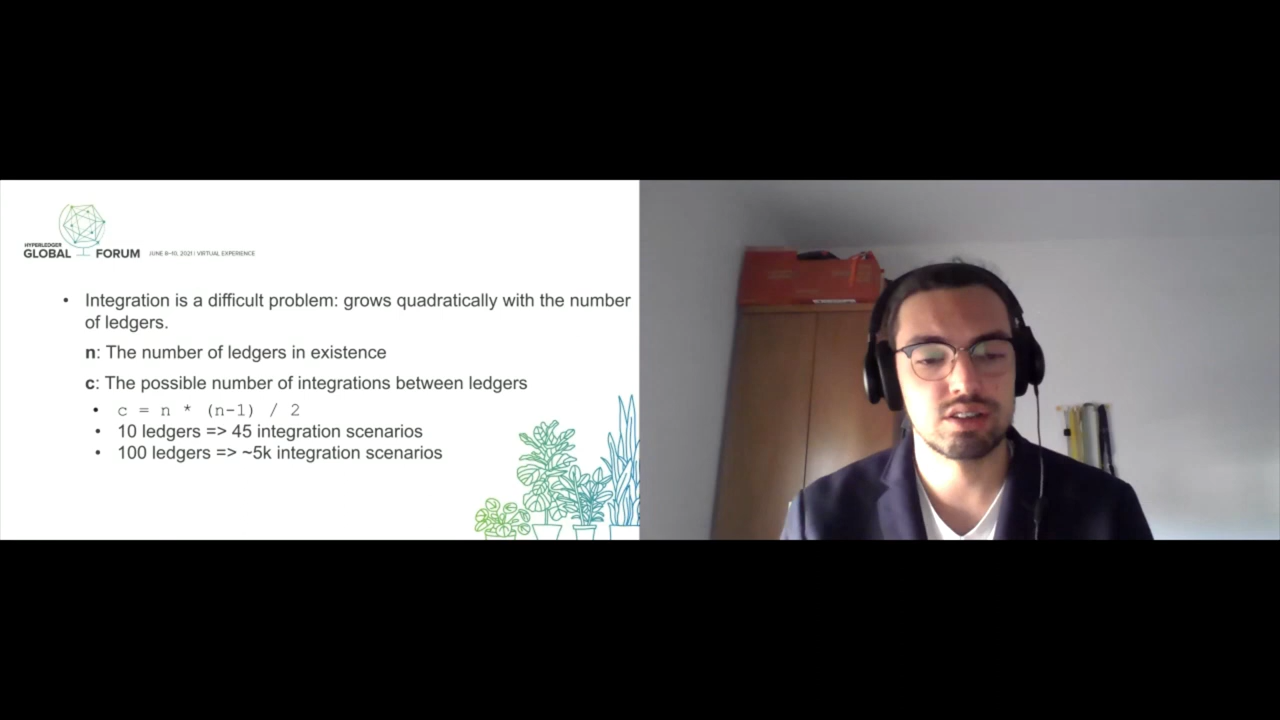 HYPERLEDGER
GLOBAL FORUM JUNE 8-10, 2021 | VIRTUAL EXPERIENCE
• Integration is a difficult problem: grows quadratically with the number
of ledgers.
n: The number of ledgers in existence
c: The possible number of integrations between ledgers
• c = n * (n-1) / 2
• 10 ledgers => 45 integration scenarios
• 100 ledgers => ~5k integration scenarios